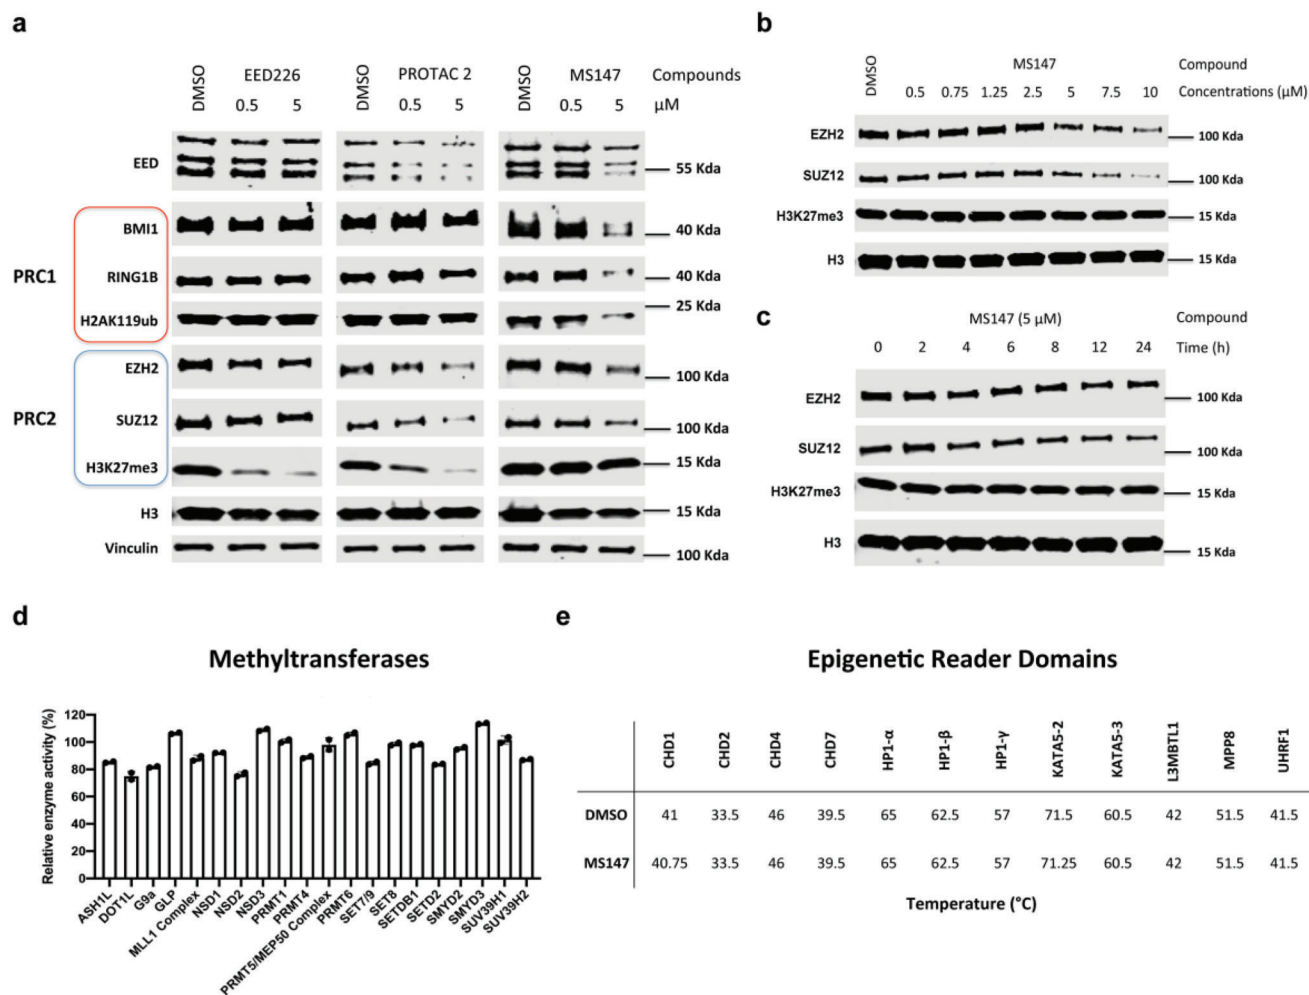 a
DMSO EED226 DMSO PROTAC 2 DMSO MS147 Compounds
0.5 5 0.5 5 0.5 5 μM
EED 55 Kda
BMI1 40 Kda
PRC1 RING1B 40 Kda
25 Kda
H2AK119ub
EZH2 100 Kda
PRC2 SUZ12 100 Kda
H3K27me3 15 Kda
H3 15 Kda
Vinculin 100 Kda
b
DMSO MS147 Compound
0.5 0.75 1.25 2.5 5 7.5 10 Concentrations (μM)
EZH2 100 Kda
SUZ12 100 Kda
H3K27me3 15 Kda
H3 15 Kda
c
MS147 (5 μM) Compound
0 2 4 6 8 12 24 Time (h)
EZH2 100 Kda
SUZ12 100 Kda
H3K27me3 15 Kda
H3 15 Kda
d
Methyltransferases
Relative enzyme activity (%)
120
100
80
60
40
20
0
ASH1L DOT1L G9a GLP MLL1 Complex NSD1 NSD2 NSD3 PRMT1 PRMT4 PRMT5/MEP50 Complex PRMT6 SET7/9 SET8 SETDB1 SETD2 SMYD2 SMYD3 SUV39H1 SUV39H2
e
Epigenetic Reader Domains
CHD1 CHD2 CHD4 CHD7 HP1-α HP1-β HP1-γ KATA5-2 KATA5-3 L3MBTL1 MPP8 UHRF1
DMSO 41 33.5 46 39.5 65 62.5 57 71.5 60.5 42 51.5 41.5
MS147 40.75 33.5 46 39.5 65 62.5 57 71.25 60.5 42 51.5 41.5
Temperature (°C)